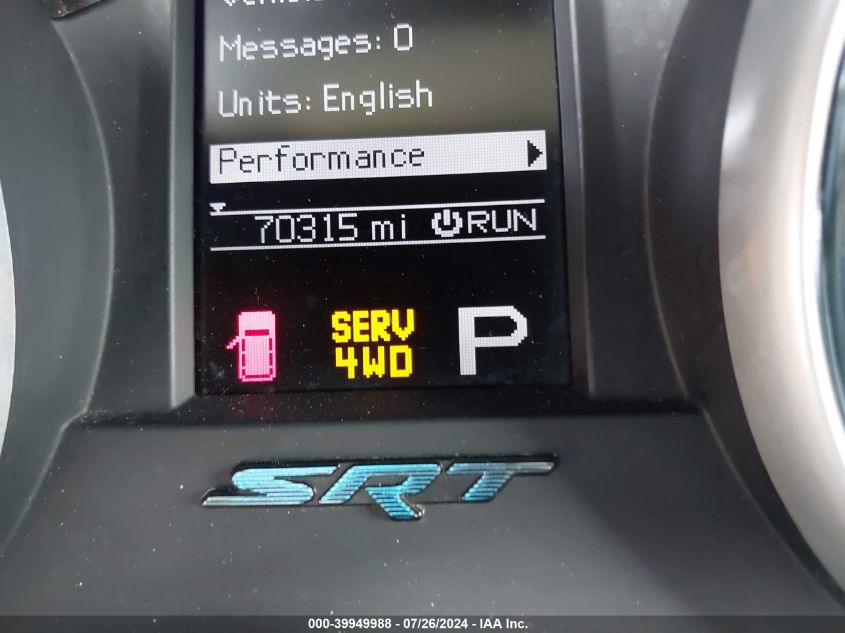 Messages: 0
Units: English
Performance
70315 mi RUN
SERV
4WD
P
SRT
000-39949988 - 07/26/2024 - IAA Inc.